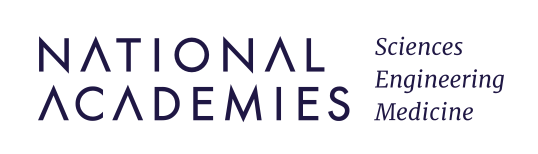 NATIONAL
ACADEMIES
Sciences
Engineering
Medicine